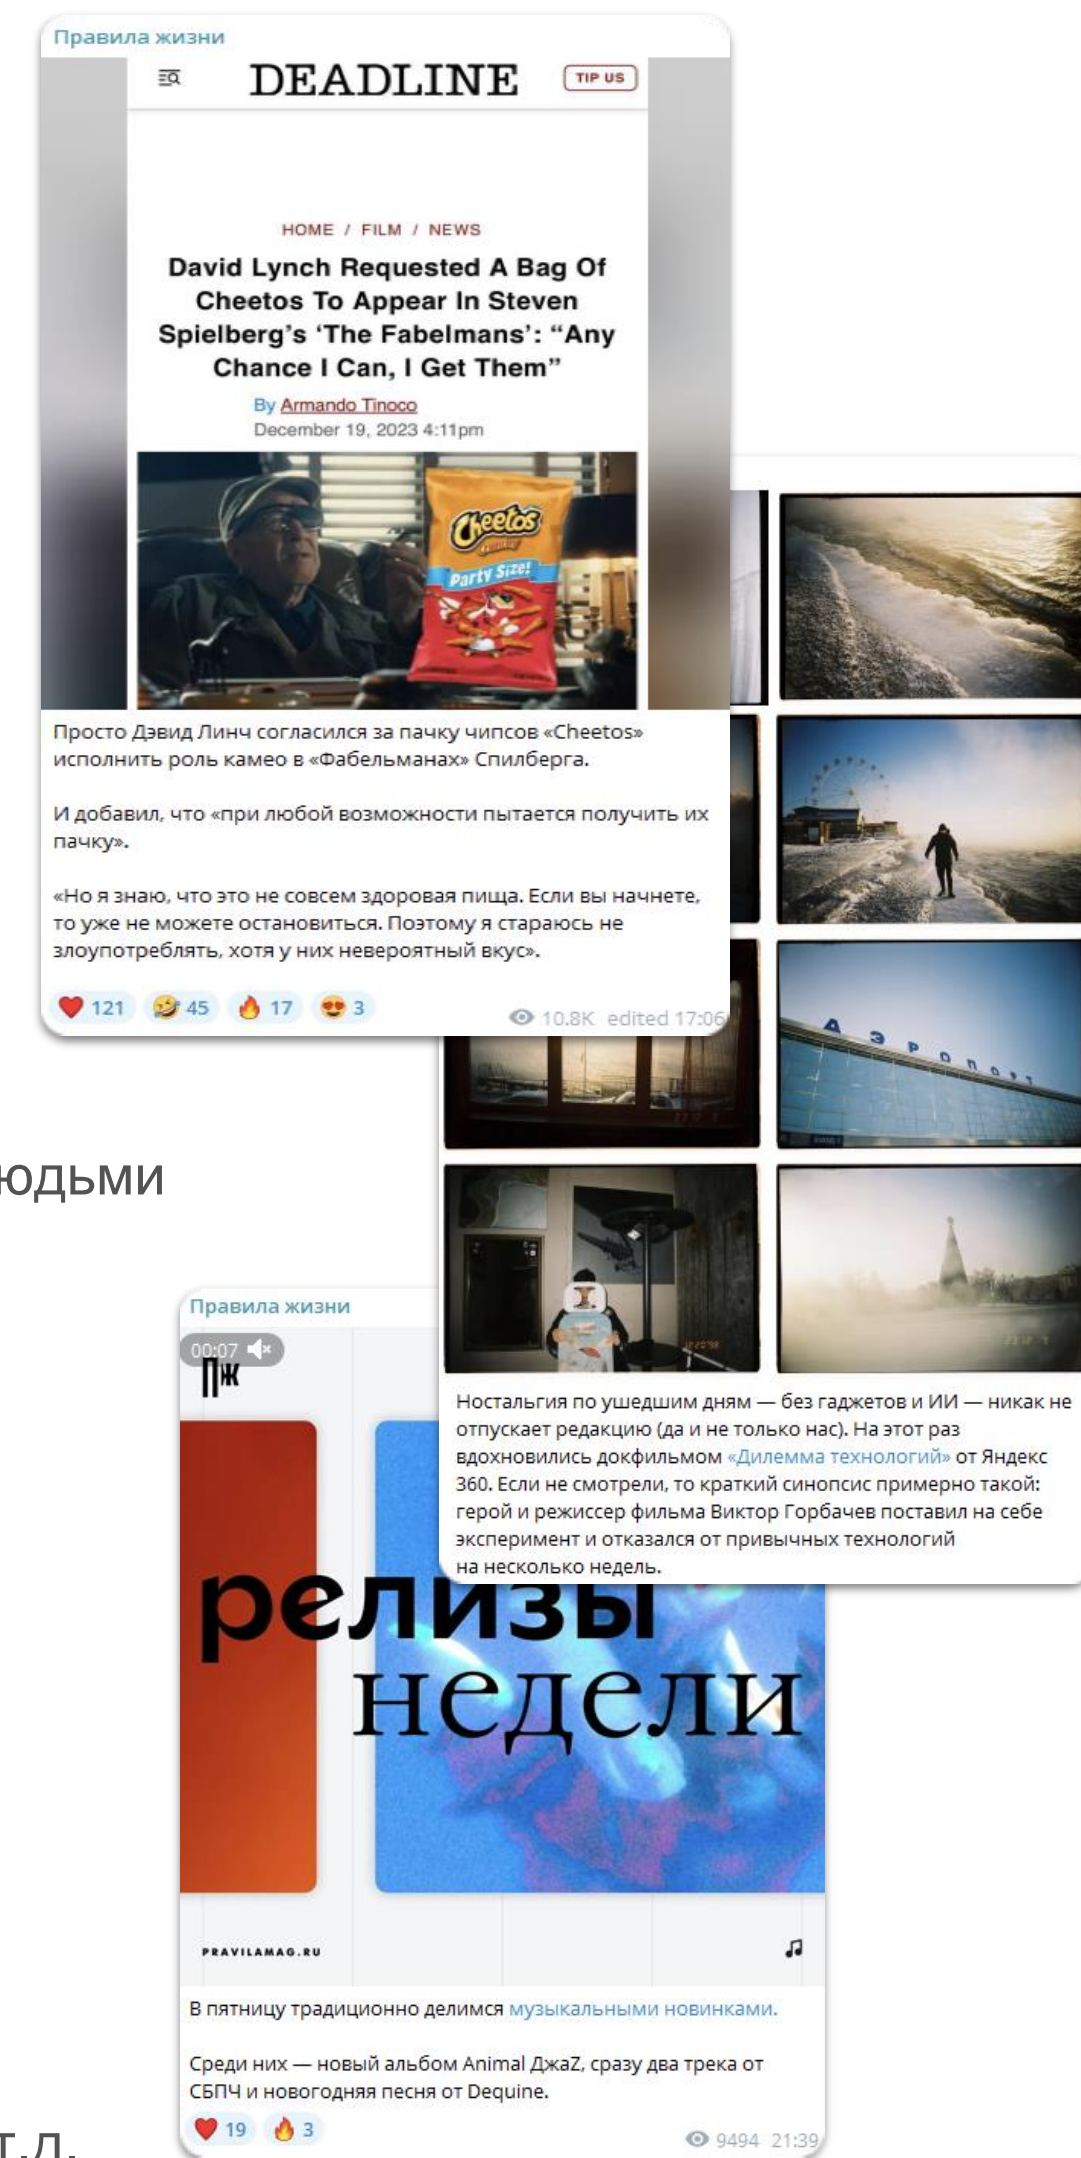 Правила жизни
DEADLINE
TIP US
HOME / FILM / NEWS
David Lynch Requested A Bag Of
Cheetos To Appear In Steven
Spielberg's 'The Fabelmans': “Any
Chance I Can, I Get Them”
By Armando Tinoco
December 19, 2023 4:11pm
Cheetos
Party Size!
Просто Дэвид Линч согласился за пачку чипсов «Cheetos»
исполнить роль камео в «Фабельманах» Спилберга.
И добавил, что «при любой возможности пытается получить их
пачку».
«Но я знаю, что это не совсем здоровая пища. Если вы начнете,
то уже не можете остановиться. Поэтому я стараюсь не
злоупотреблять, хотя у них невероятный вкус».
121 45 17 3
10.8K edited 17:06
АЭРОПОРТ
юдьми
Ностальгия по ушедшим дням — без гаджетов и ИИ — никак не
отпускает редакцию (да и не только нас). На этот раз
вдохновились докфильмом «Дилемма технологий» от Яндекс
360. Если не смотрели, то краткий синопсис примерно такой:
герой и режиссер фильма Виктор Горбачев поставил на себе
эксперимент и отказался от привычных технологий
на несколько недель.
Правила жизни
00:07
Пж
релизы
недели
PRAVILAMAG.RU
В пятницу традиционно делимся музыкальными новинками.
Среди них — новый альбом Animal ДжаZ, сразу два трека от
СБПЧ и новогодняя песня от Dequine.
19 3
9494 21:39
т.д.